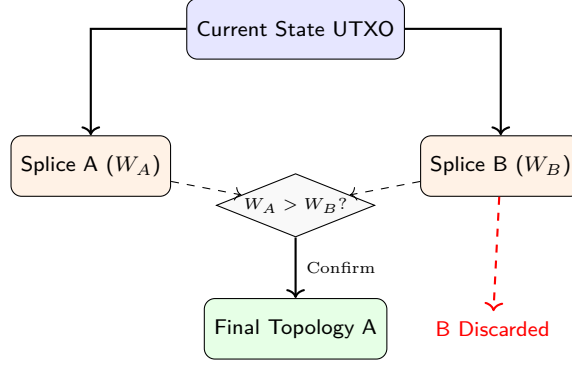 Current State UTXO
Splice A (W_A)
Splice B (W_B)
W_A > W_B?
Confirm
Final Topology A
B Discarded